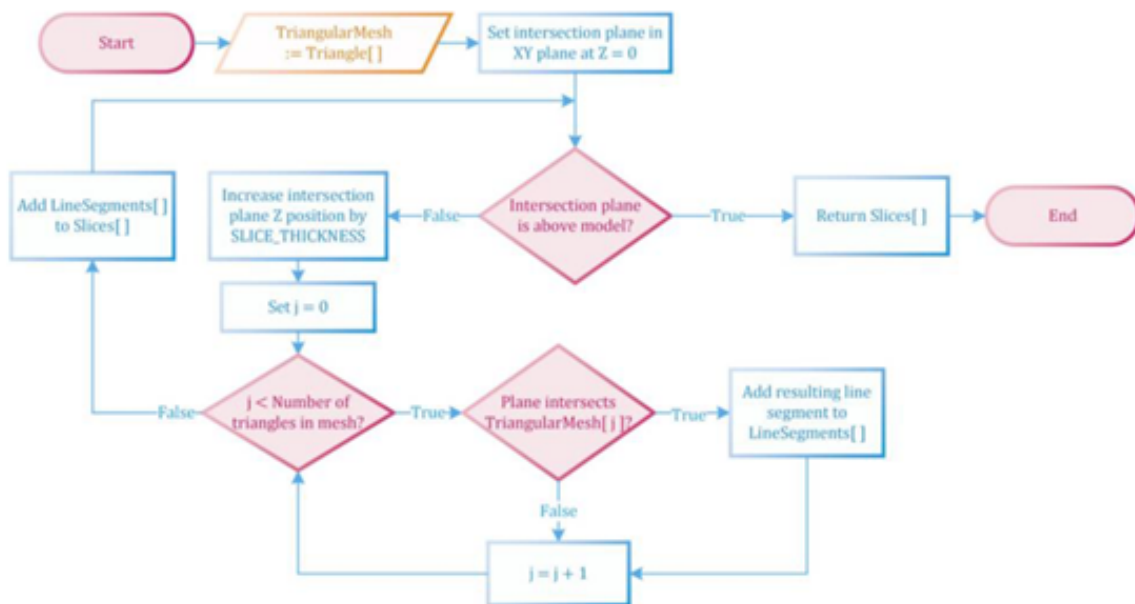 Start
TriangularMesh
:= Triangle[ ]
Set intersection plane in
XY plane at Z = 0
Add LineSegments[ ]
to Slices[ ]
Increase intersection
plane Z position by
SLICE_THICKNESS
False
Intersection plane
is above model?
True
Return Slices[ ]
End
Set j = 0
False
j < Number of
triangles in mesh?
True
Plane intersects
TriangularMesh[ j ]?
True
Add resulting line
segment to
LineSegments[ ]
False
j = j + 1